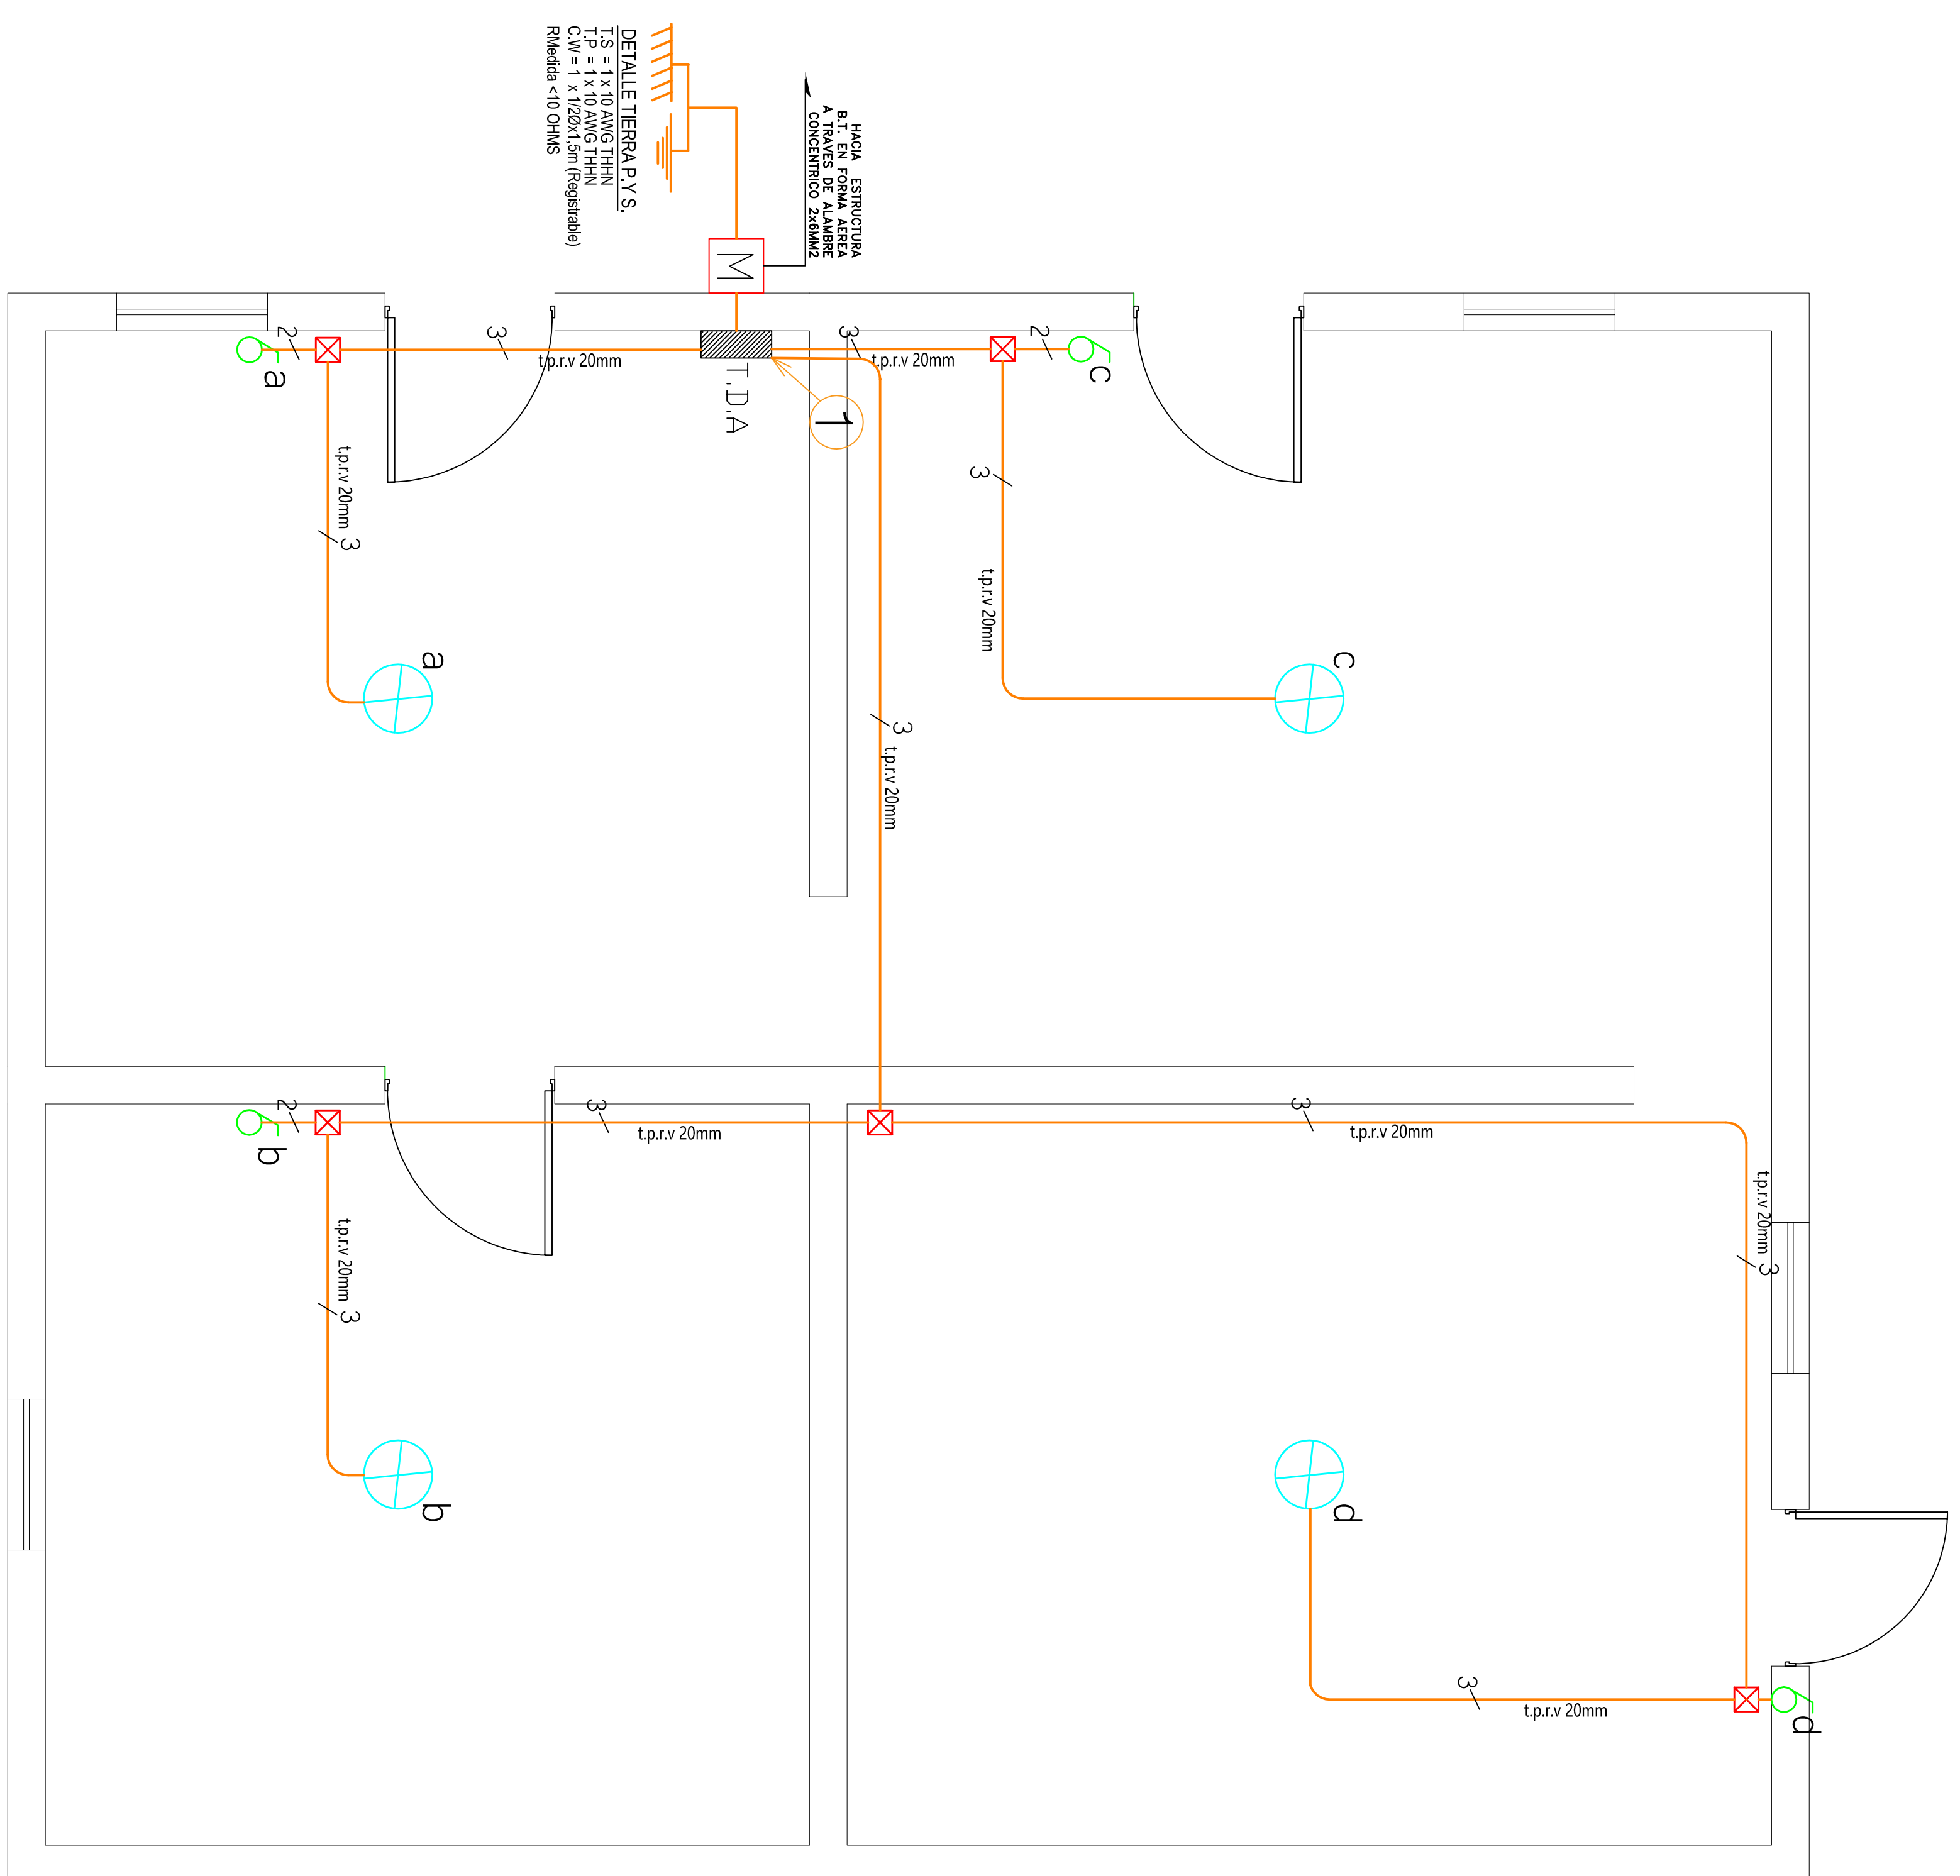 HACIA ESTRUCTURA
B.T. EN FORMA AEREA
A TRAVES DE ALAMBRE
CONCENTRICO 2x6MM2
DETALLE TIERRA P.Y S.
T.S = 1 x 10 AWG THHN
T.P = 1 x 10 AWG THHN
C.W = 1 x 1/2Øx1,5m (Registrable)
RMedida <10 OHMS
M
2
3
t.p.r.v 20mm
3
t.p.r.v 20mm
2
a
T.D.A
1
c
t.p.r.v 20mm
3
3
t.p.r.v 20mm
a
c
3
t.p.r.v 20mm
2
3
t.p.r.v 20mm
3
t.p.r.v 20mm
b
t.p.r.v 20mm
3
t.p.r.v 20mm
3
b
d
3
t.p.r.v 20mm
d